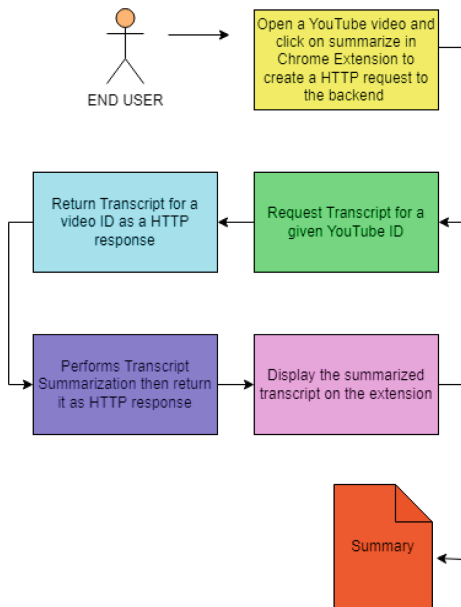 Open a YouTube video and
click on summarize in
Chrome Extension to
create a HTTP request to
the backend
END USER
Return Transcript for a
video ID as a HTTP
response
Request Transcript for a
given YouTube ID
Performs Transcript
Summarization then return
it as HTTP response
Display the summarized
transcript on the extension
Summary